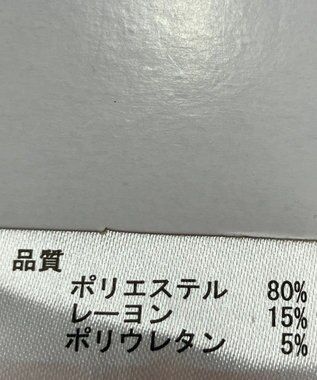 品質
ポリエステル 80%
レーヨン 15%
ポリウレタン 5%